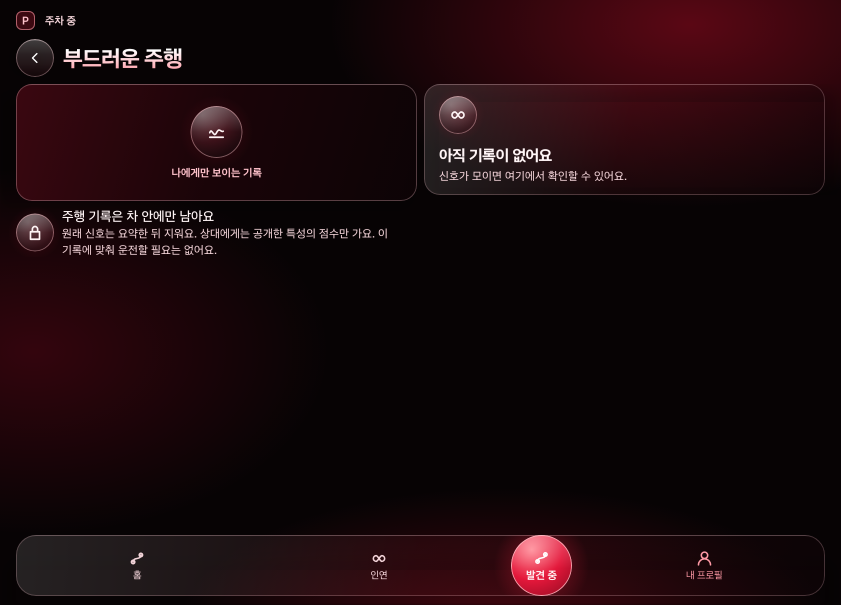 P 주차 중
부드러운 주행
나에게만 보이는 기록
아직 기록이 없어요
신호가 모이면 여기에서 확인할 수 있어요.
주행 기록은 차 안에만 남아요
원래 신호는 요약한 뒤 지워요. 상대에게는 공개한 특성의 점수만 가요. 이
기록에 맞춰 운전할 필요는 없어요.
홈
인연
발견 중
내 프로필